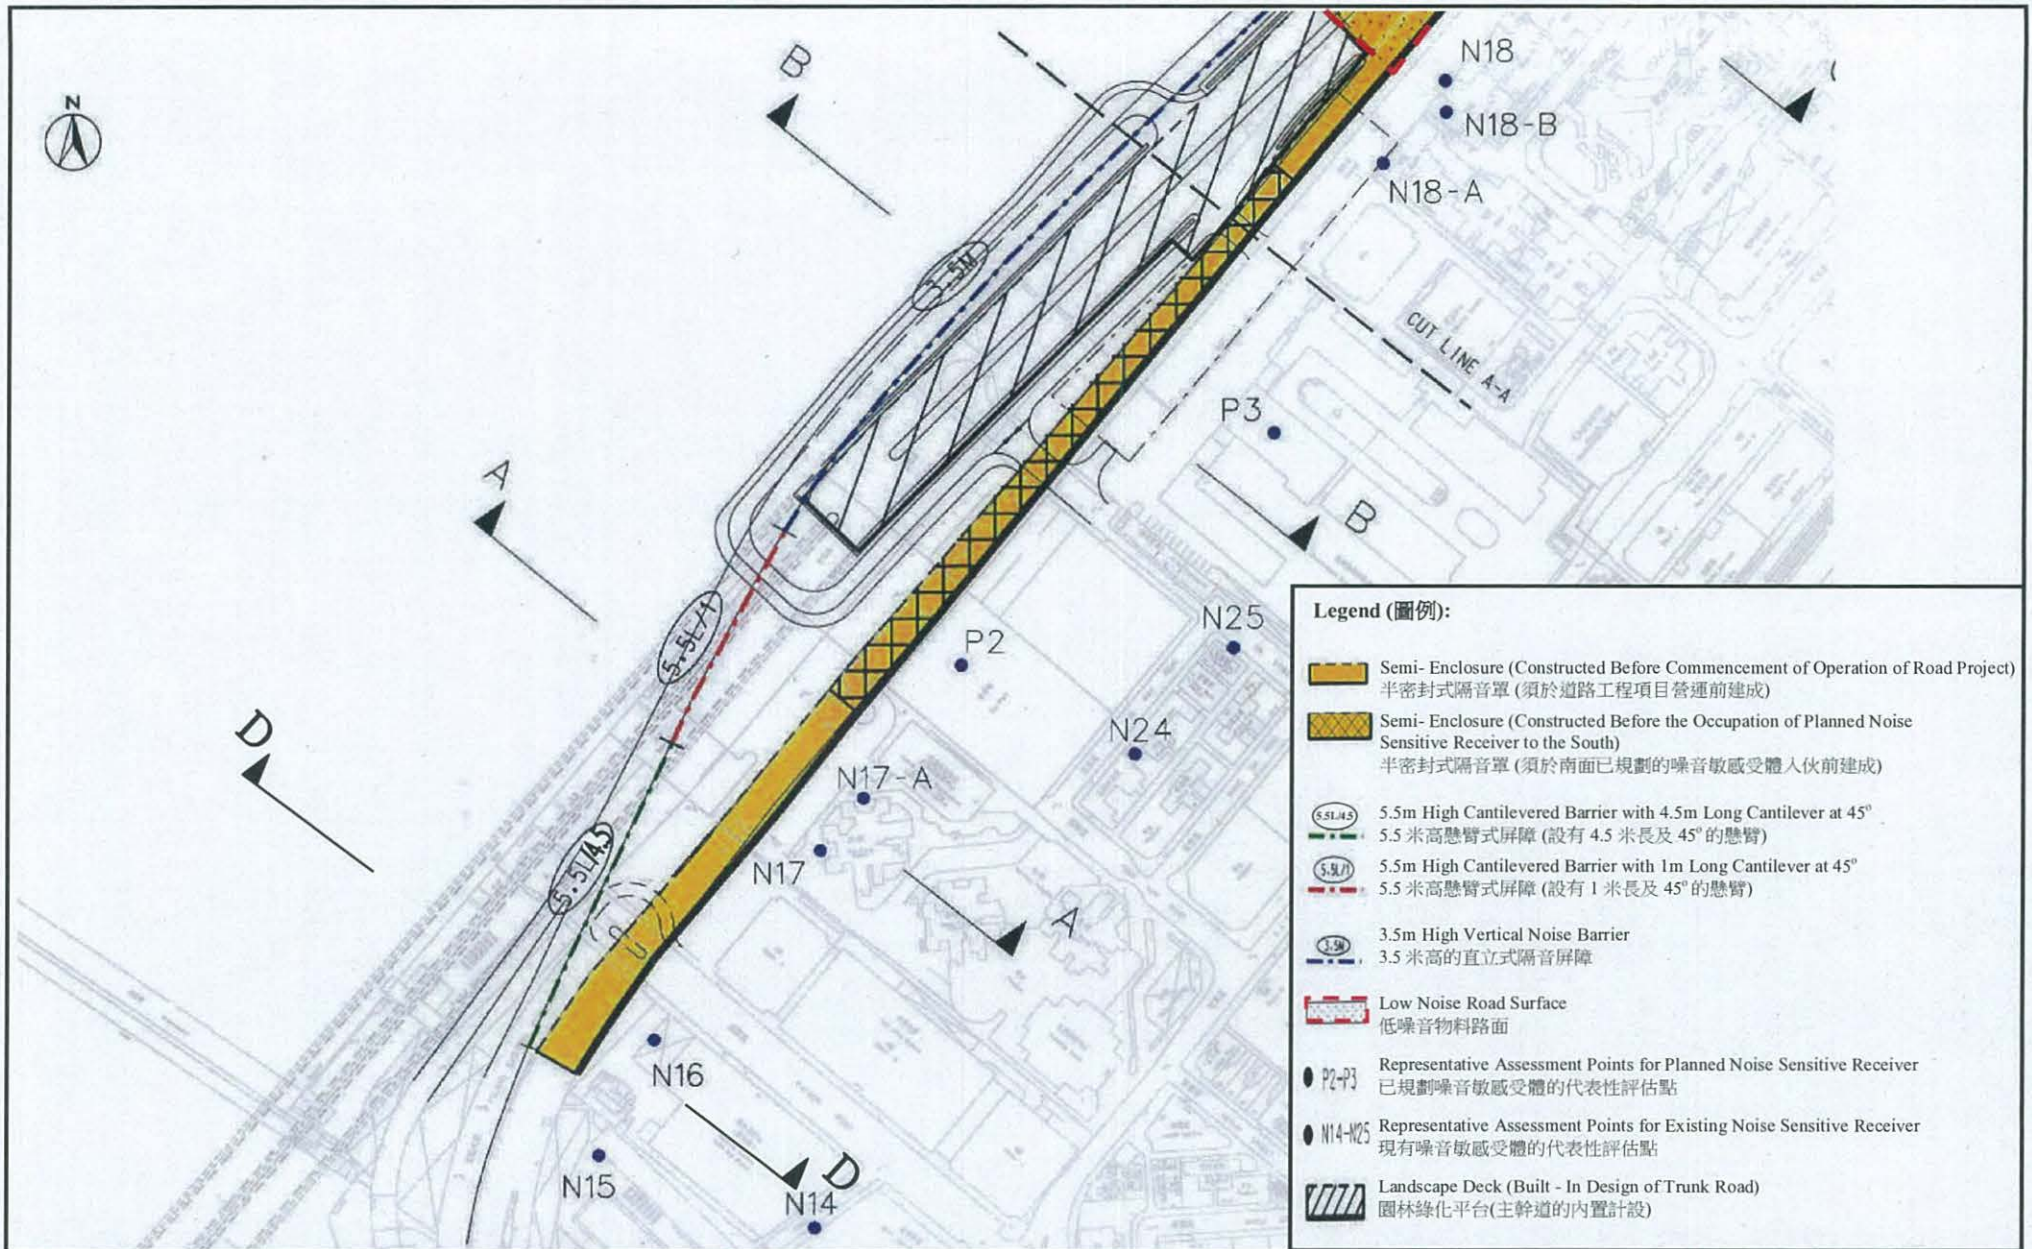 N
B
N18
N18-B
N18-A
3.5M
CUT LINE A-A
P3
A
B
5.5L/1
P2
N25
N24
D
N17-A
N17
5.5L/4.5
A
N16
D
N15
N14
Legend (圖例):
Semi- Enclosure (Constructed Before Commencement of Operation of Road Project)
半密封式隔音罩 (須於道路工程項目營運前建成)
Semi- Enclosure (Constructed Before the Occupation of Planned Noise
Sensitive Receiver to the South)
半密封式隔音罩 (須於南面已規劃的噪音敏感受體入伙前建成)
5.5L/4.5 5.5m High Cantilevered Barrier with 4.5m Long Cantilever at 45°
5.5 米高懸臂式屏障 (設有 4.5 米長及 45° 的懸臂)
5.5L/1 5.5m High Cantilevered Barrier with 1m Long Cantilever at 45°
5.5 米高懸臂式屏障 (設有 1 米長及 45° 的懸臂)
3.5m High Vertical Noise Barrier
3.5M 3.5 米高的直立式隔音屏障
Low Noise Road Surface
低噪音物料路面
Representative Assessment Points for Planned Noise Sensitive Receiver
P2-P3 已規劃噪音敏感受體的代表性評估點
N14-N25 Representative Assessment Points for Existing Noise Sensitive Receiver
現有噪音敏感受體的代表性評估點
Landscape Deck (Built - In Design of Trunk Road)
園林綠化平台(主幹道的內置計設)